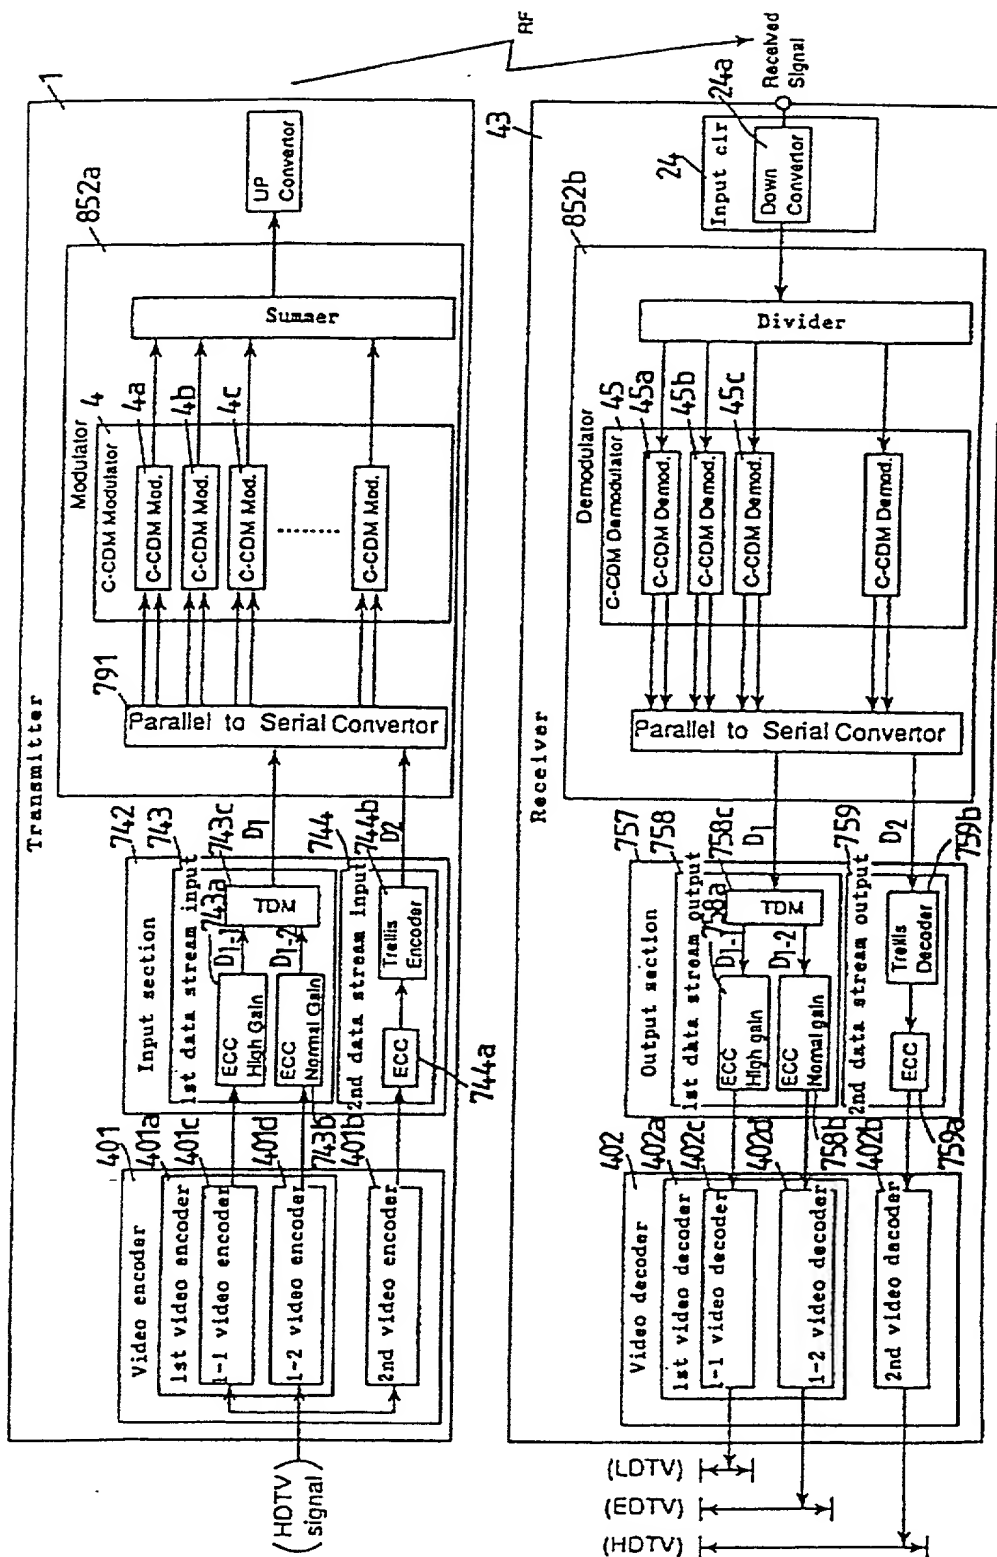 Transmitter
1
Video encoder
401
1st video encoder
401a
1-1 video encoder
401c
1-2 video encoder
401d
2nd video encoder
401b
(HDTV signal)
Input section
742
1st data stream input
743
ECC
High Gain
743a
ECC
Normal Gain
743b
D1-1
D1-2
TDM
743c
2nd data stream input
744
ECC
744a
Trellis
Encoder
744b
D1
D2
Modulator
852a
Parallel to Serial Convertor
791
C-CDM Modulator
4
C-CDM Mod.
4a
C-CDM Mod.
4b
C-CDM Mod.
4c
C-CDM Mod.
Summer
UP
Convertor
RF
Receiver
43
Received
Signal
Input clr
24
Down
Convertor
24a
Demodulator
852b
Divider
C-CDM Demodulator
45
C-CDM Demod.
45a
C-CDM Demod.
45b
C-CDM Demod.
45c
C-CDM Demod.
Parallel to Serial Convertor
D1
D2
Output section
757
1st data stream output
758
ECC
High gain
758a
ECC
Normal gain
758b
D1-1
D1-2
TDM
758c
2nd data stream output
759
ECC
759a
Trellis
Decoder
759b
Video decoder
402
1st video decoder
402a
1-1 video decoder
402c
1-2 video decoder
402d
2nd video dacoder
402b
(LDTV)
(EDTV)
(HDTV)